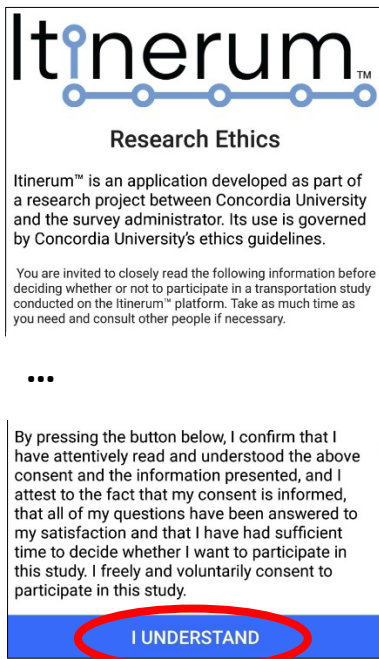 Itinerum™
Research Ethics
Itinerum™ is an application developed as part of
a research project between Concordia University
and the survey administrator. Its use is governed
by Concordia University's ethics guidelines.
You are invited to closely read the following information before
deciding whether or not to participate in a transportation study
conducted on the Itinerum™ platform. Take as much time as
you need and consult other people if necessary.
...
By pressing the button below, I confirm that I
have attentively read and understood the above
consent and the information presented, and I
attest to the fact that my consent is informed,
that all of my questions have been answered to
my satisfaction and that I have had sufficient
time to decide whether I want to participate in
this study. I freely and voluntarily consent to
participate in this study.
I UNDERSTAND